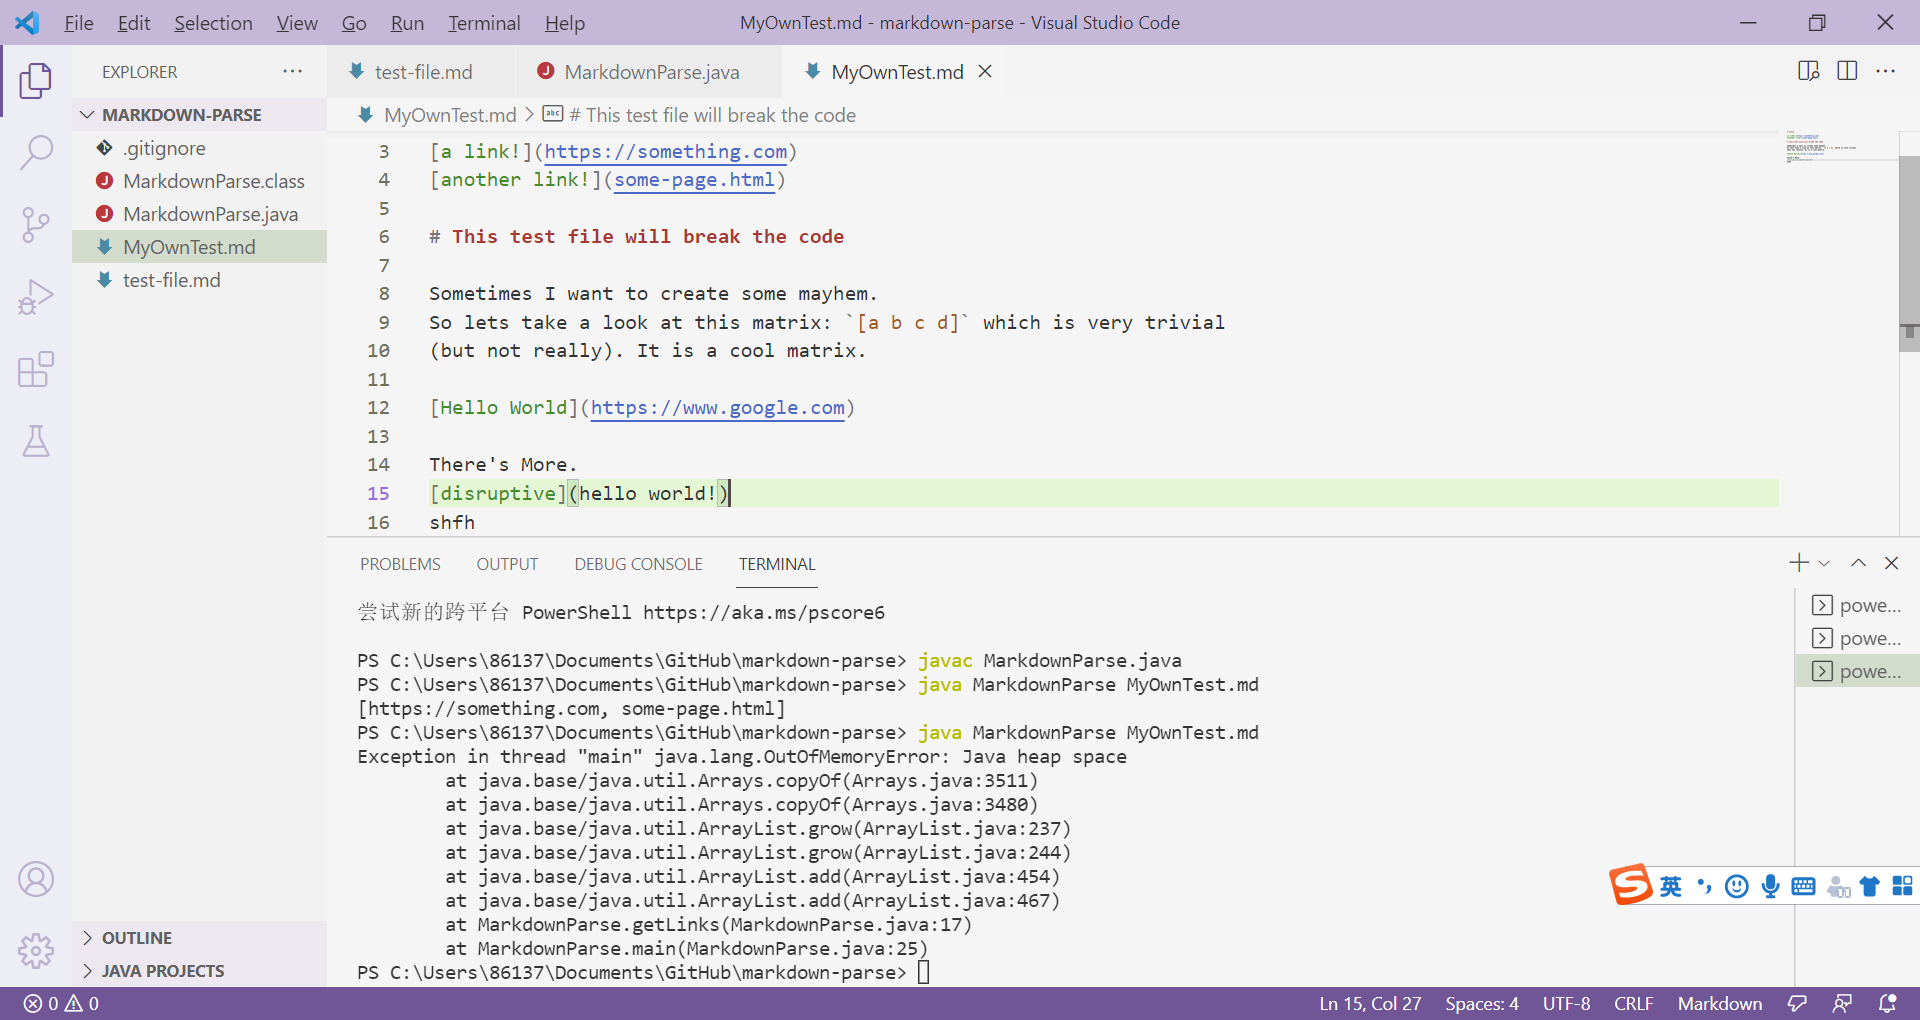 File Edit Selection View Go Run Terminal Help
MyOwnTest.md - markdown-parse - Visual Studio Code
EXPLORER
MARKDOWN-PARSE
.gitignore
MarkdownParse.class
MarkdownParse.java
MyOwnTest.md
test-file.md
OUTLINE
JAVA PROJECTS
test-file.md MarkdownParse.java MyOwnTest.md
MyOwnTest.md > # This test file will break the code
3 [a link!](https://something.com)
4 [another link!](some-page.html)
5
6 # This test file will break the code
7
8 Sometimes I want to create some mayhem.
9 So lets take a look at this matrix: `[a b c d]` which is very trivial
10 (but not really). It is a cool matrix.
11
12 [Hello World](https://www.google.com)
13
14 There's More.
15 [disruptive](hello world!)
16 shfh
PROBLEMS OUTPUT DEBUG CONSOLE TERMINAL
尝试新的跨平台 PowerShell https://aka.ms/pscore6
PS C:\Users\86137\Documents\GitHub\markdown-parse> javac MarkdownParse.java
PS C:\Users\86137\Documents\GitHub\markdown-parse> java MarkdownParse MyOwnTest.md
[https://something.com, some-page.html]
PS C:\Users\86137\Documents\GitHub\markdown-parse> java MarkdownParse MyOwnTest.md
Exception in thread "main" java.lang.OutOfMemoryError: Java heap space
at java.base/java.util.Arrays.copyOf(Arrays.java:3511)
at java.base/java.util.Arrays.copyOf(Arrays.java:3480)
at java.base/java.util.ArrayList.grow(ArrayList.java:237)
at java.base/java.util.ArrayList.grow(ArrayList.java:244)
at java.base/java.util.ArrayList.add(ArrayList.java:454)
at java.base/java.util.ArrayList.add(ArrayList.java:467)
at MarkdownParse.getLinks(MarkdownParse.java:17)
at MarkdownParse.main(MarkdownParse.java:25)
PS C:\Users\86137\Documents\GitHub\markdown-parse>
powe...
powe...
powe...
英
0 0
Ln 15, Col 27 Spaces: 4 UTF-8 CRLF Markdown